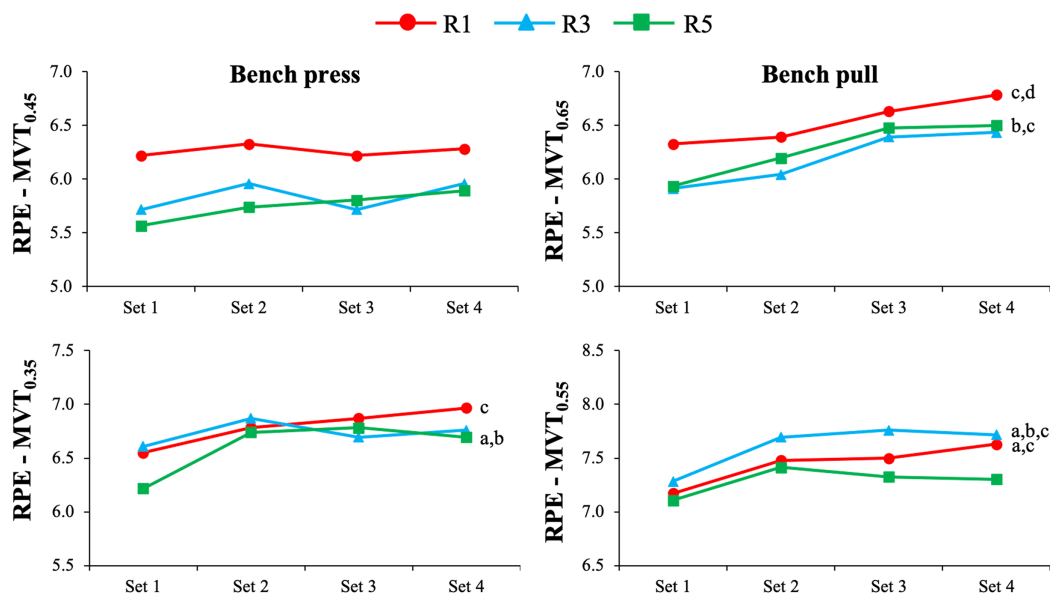 R1 R3 R5
Bench press
RPE - MVT0.45
7.0
6.5
6.0
5.5
5.0
Set 1 Set 2 Set 3 Set 4
Bench pull
RPE - MVT0.65
7.0
6.5
6.0
5.5
5.0
c,d
b,c
Set 1 Set 2 Set 3 Set 4
RPE - MVT0.35
7.5
7.0
6.5
6.0
5.5
c
a,b
Set 1 Set 2 Set 3 Set 4
RPE - MVT0.55
8.5
8.0
7.5
7.0
6.5
a,b,c
a,c
Set 1 Set 2 Set 3 Set 4